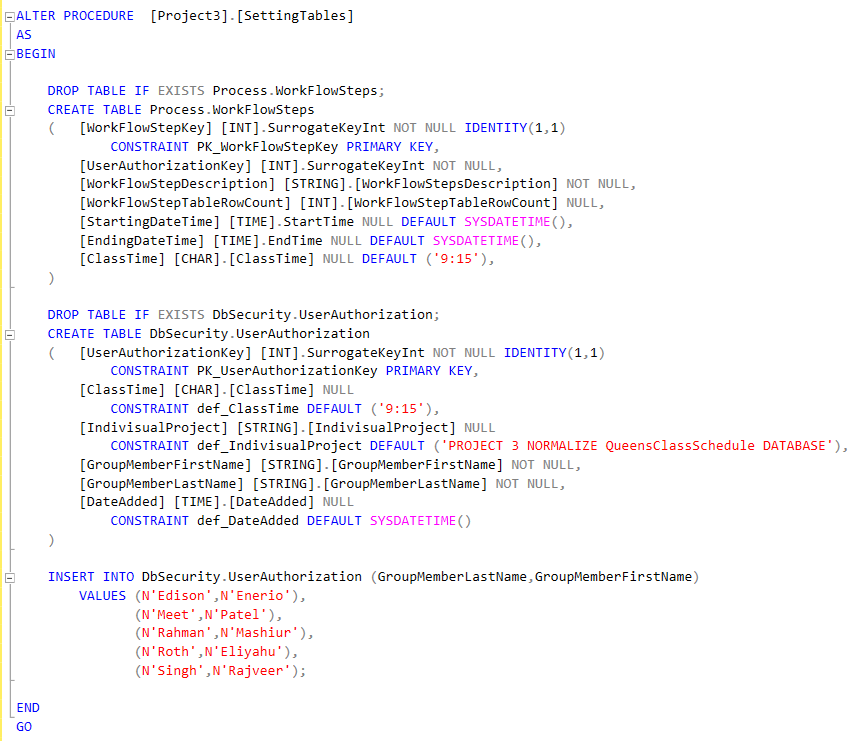 ALTER PROCEDURE  [Project3].[SettingTables]
AS
BEGIN
DROP TABLE IF EXISTS Process.WorkFlowSteps;
CREATE TABLE Process.WorkFlowSteps
(   [WorkFlowStepKey] [INT].SurrogateKeyInt NOT NULL IDENTITY(1,1)
CONSTRAINT PK_WorkFlowStepKey PRIMARY KEY,
[UserAuthorizationKey] [INT].SurrogateKeyInt NOT NULL,
[WorkFlowStepDescription] [STRING].[WorkFlowStepsDescription] NOT NULL,
[WorkFlowStepTableRowCount] [INT].[WorkFlowStepTableRowCount] NULL,
[StartingDateTime] [TIME].StartTime NULL DEFAULT SYSDATETIME(),
[EndingDateTime] [TIME].EndTime NULL DEFAULT SYSDATETIME(),
[ClassTime] [CHAR].[ClassTime] NULL DEFAULT ('9:15'),
)
DROP TABLE IF EXISTS DbSecurity.UserAuthorization;
CREATE TABLE DbSecurity.UserAuthorization
(   [UserAuthorizationKey] [INT].SurrogateKeyInt NOT NULL IDENTITY(1,1)
CONSTRAINT PK_UserAuthorizationKey PRIMARY KEY,
[ClassTime] [CHAR].[ClassTime] NULL
CONSTRAINT def_ClassTime DEFAULT ('9:15'),
[IndivisualProject] [STRING].[IndivisualProject] NULL
CONSTRAINT def_IndivisualProject DEFAULT ('PROJECT 3 NORMALIZE QueensClassSchedule DATABASE'),
[GroupMemberFirstName] [STRING].[GroupMemberFirstName] NOT NULL,
[GroupMemberLastName] [STRING].[GroupMemberLastName] NOT NULL,
[DateAdded] [TIME].[DateAdded] NULL
CONSTRAINT def_DateAdded DEFAULT SYSDATETIME()
)
INSERT INTO DbSecurity.UserAuthorization (GroupMemberLastName,GroupMemberFirstName)
VALUES (N'Edison',N'Enerio'),
(N'Meet',N'Patel'),
(N'Rahman',N'Mashiur'),
(N'Roth',N'Eliyahu'),
(N'Singh',N'Rajveer');
END
GO